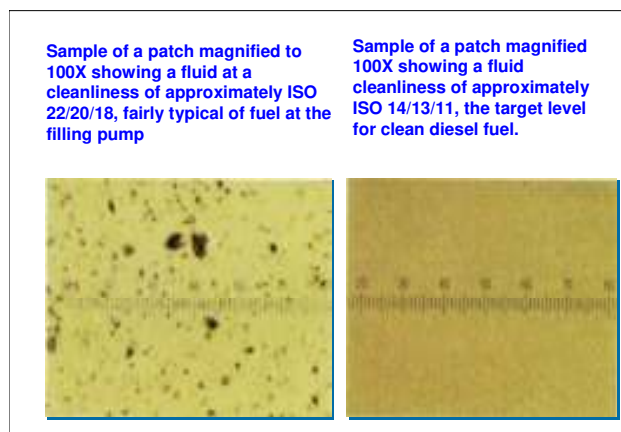 Sample of a patch magnified to
100X showing a fluid at a
cleanliness of approximately ISO
22/20/18, fairly typical of fuel at the
filling pump
Sample of a patch magnified
100X showing a fluid
cleanliness of approximately
ISO 14/13/11, the target level
for clean diesel fuel.